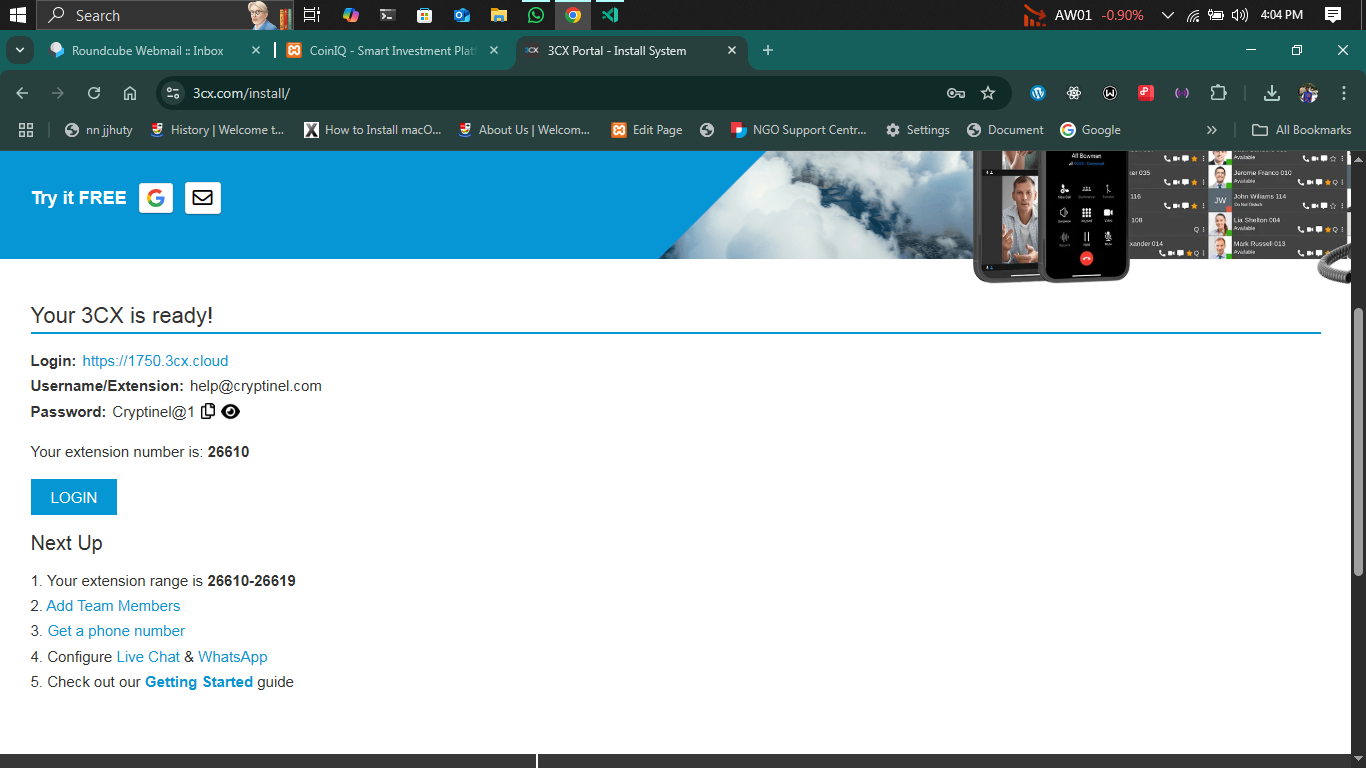 Search
AW01 -0.90%
4:04 PM
Roundcube Webmail :: Inbox
CoinIQ - Smart Investment Plat
3CX Portal - Install System
3cx.com/install/
nn jjhuty
History | Welcome t...
How to Install macO...
About Us | Welcom...
Edit Page
NGO Support Centr...
Settings
Document
Google
All Bookmarks
Try it FREE
Alf Bowman
Available
ker 035
Jerome Franco 010
Available
116
JW
John Wiliams 114
Do Not Disturb
108
Lia Shelton 004
Available
xander 014
Mark Russell 013
Available
Your 3CX is ready!
Login: https://1750.3cx.cloud
Username/Extension: help@cryptinel.com
Password: Cryptinel@1
Your extension number is: 26610
LOGIN
Next Up
1. Your extension range is 26610-26619
2. Add Team Members
3. Get a phone number
4. Configure Live Chat & WhatsApp
5. Check out our Getting Started guide